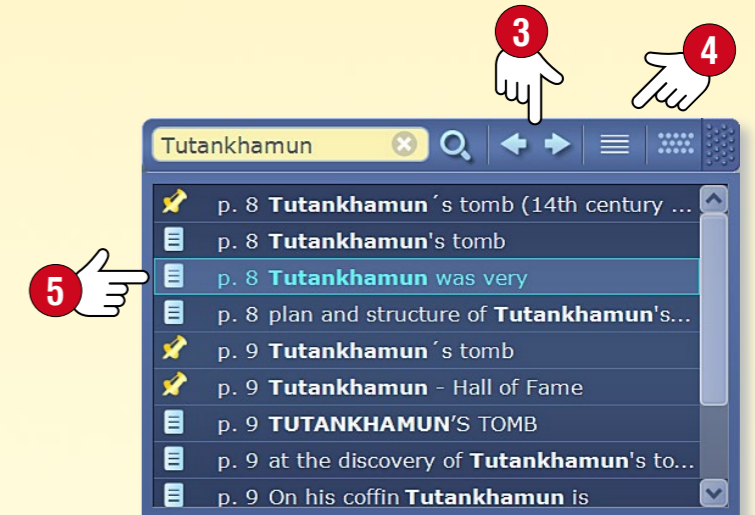 3
4
Tutankhamun
p. 8 Tutankhamun´s tomb (14th century ...
p. 8 Tutankhamun's tomb
5
p. 8 Tutankhamun was very
p. 8 plan and structure of Tutankhamun's...
p. 9 Tutankhamun´s tomb
p. 9 Tutankhamun - Hall of Fame
p. 9 TUTANKHAMUN’S TOMB
p. 9 at the discovery of Tutankhamun's to...
p. 9 On his coffin Tutankhamun is